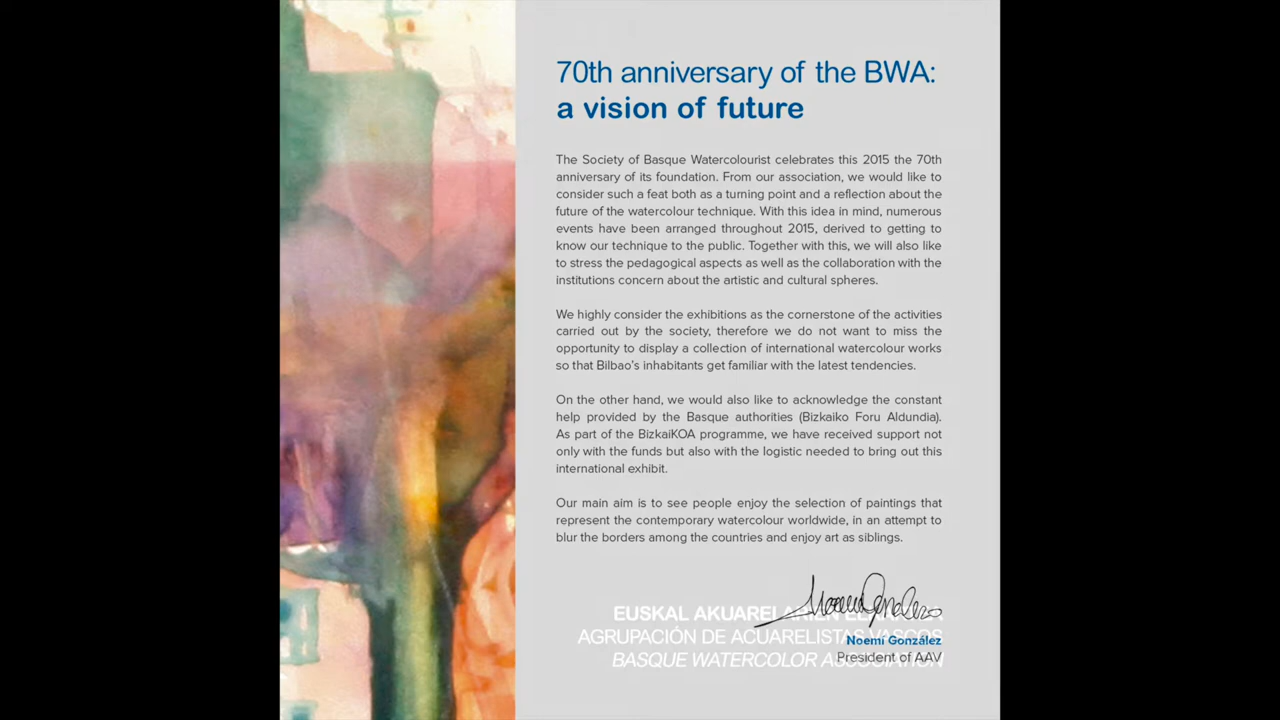 70th anniversary of the BWA:
a vision of future
The Society of Basque Watercolourist celebrates this 2015 the 70th
anniversary of its foundation. From our association, we would like to
consider such a feat both as a turning point and a reflection about the
future of the watercolour technique. With this idea in mind, numerous
events have been arranged throughout 2015, derived to getting to
know our technique to the public. Together with this, we will also like
to stress the pedagogical aspects as well as the collaboration with the
institutions concern about the artistic and cultural spheres.
We highly consider the exhibitions as the cornerstone of the activities
carried out by the society, therefore we do not want to miss the
opportunity to display a collection of international watercolour works
so that Bilbao's inhabitants get familiar with the latest tendencies.
On the other hand, we would also like to acknowledge the constant
help provided by the Basque authorities (Bizkaiko Foru Aldundia).
As part of the BizkaiKOA programme, we have received support not
only with the funds but also with the logistic needed to bring out this
international exhibit.
Our main aim is to see people enjoy the selection of paintings that
represent the contemporary watercolour worldwide, in an attempt to
blur the borders among the countries and enjoy art as siblings.
EUSKAL
AGRUPACIÓN DE ACUARELISTAS VASCOS
Noemí González
BASQUE WATERCOLOR ASSOCIATION
President of AAV